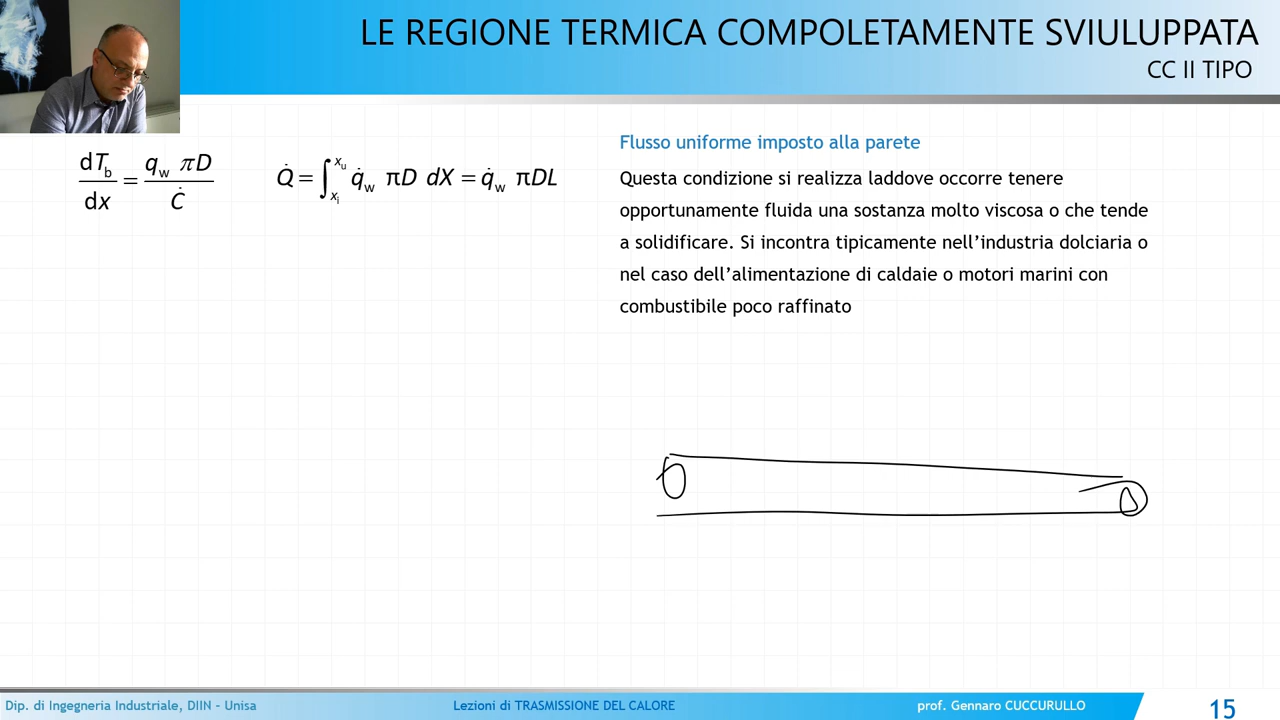 LE REGIONE TERMICA COMPOLETAMENTE SVIULUPPATA
CC II TIPO
dT_b/dx = q_w πD/Ċ
Q̇ = ∫_{x_i}^{x_u} q̇_w πD dX = q̇_w πDL
Flusso uniforme imposto alla parete
Questa condizione si realizza laddove occorre tenere
opportunamente fluida una sostanza molto viscosa o che tende
a solidificare. Si incontra tipicamente nell’industria dolciaria o
nel caso dell’alimentazione di caldaie o motori marini con
combustibile poco raffinato
Dip. di Ingegneria Industriale, DIIN - Unisa
Lezioni di TRASMISSIONE DEL CALORE
prof. Gennaro CUCCURULLO
15